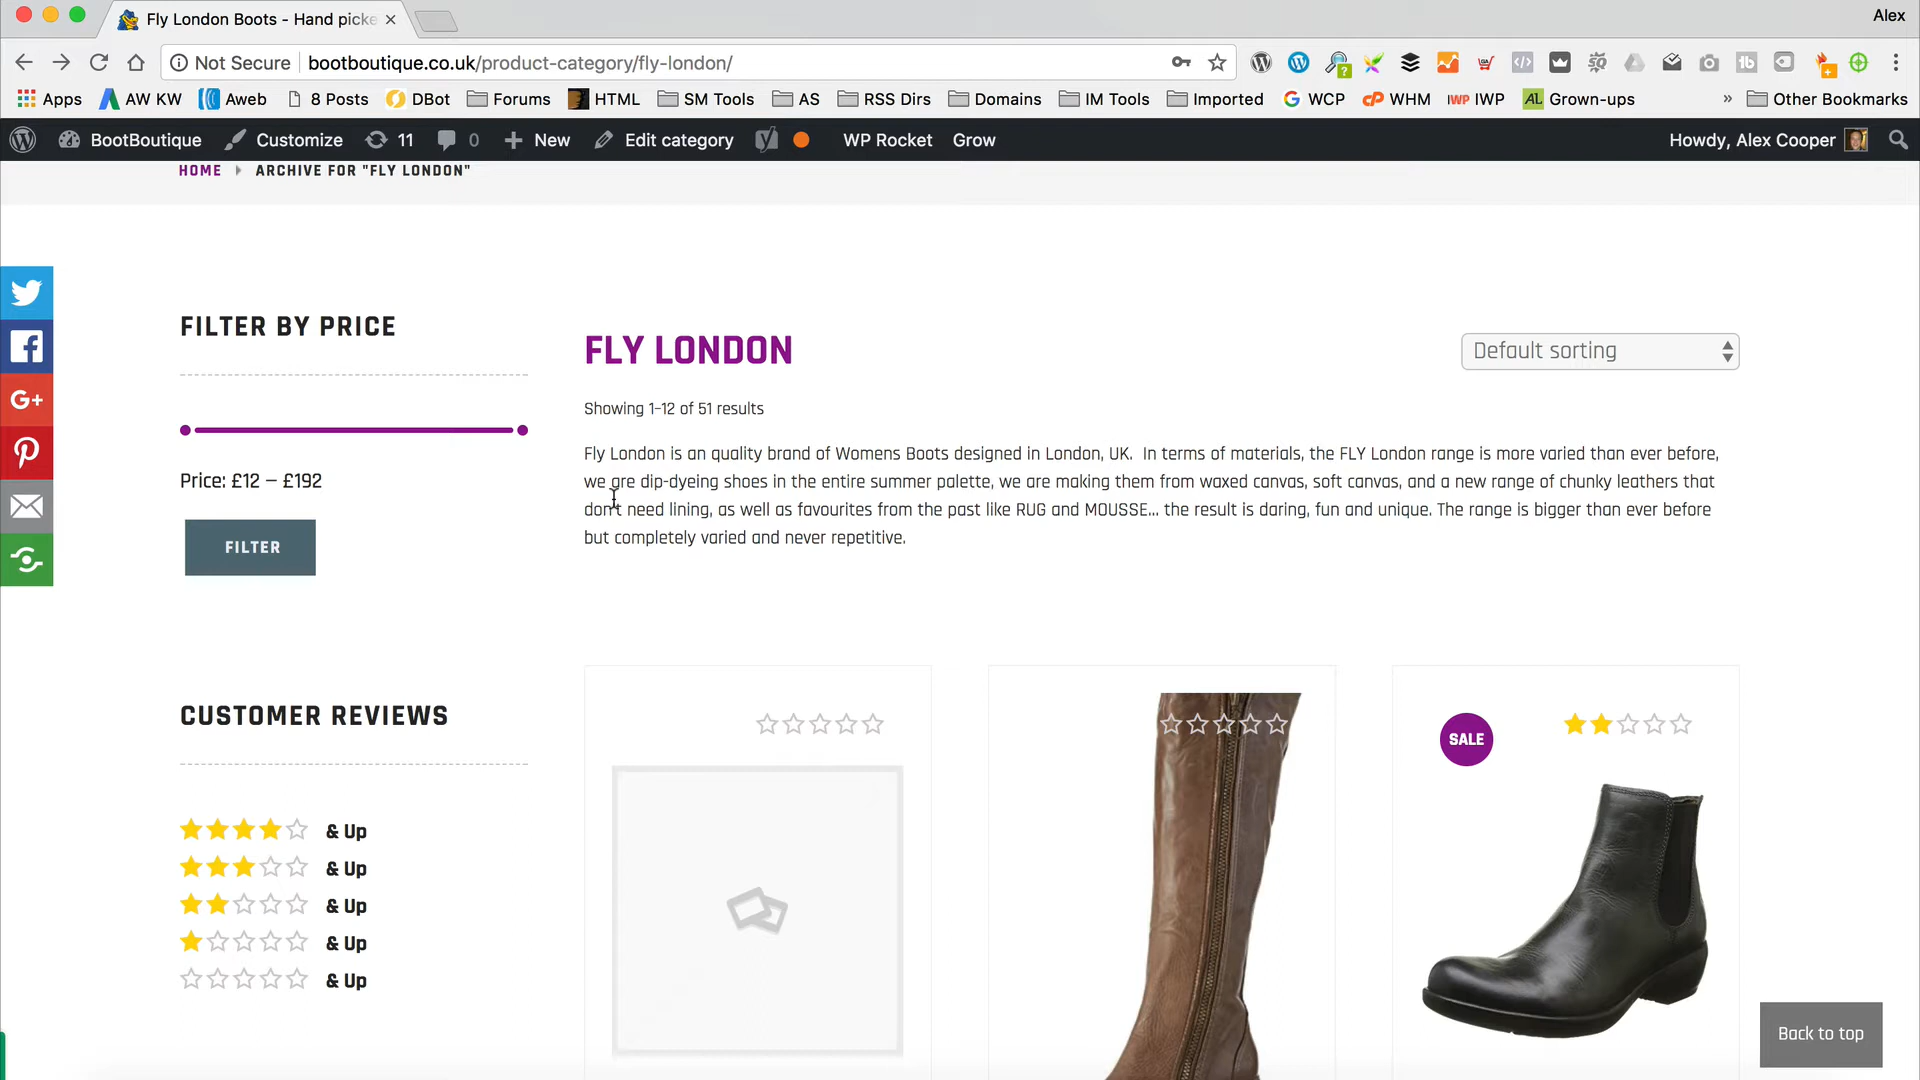 Fly London Boots - Hand picke
Alex
Not Secure bootboutique.co.uk/product-category/fly-london/
Apps AW KW Aweb 8 Posts DBot Forums HTML SM Tools AS RSS Dirs Domains IM Tools Imported WCP WHM IWP Grown-ups » Other Bookmarks
BootBoutique Customize 11 0 New Edit category WP Rocket Grow Howdy, Alex Cooper
HOME ARCHIVE FOR "FLY LONDON"
FILTER BY PRICE
Price: £12 — £192
FILTER
CUSTOMER REVIEWS
& Up
& Up
& Up
& Up
& Up
FLY LONDON
Default sorting
Showing 1–12 of 51 results
Fly London is an quality brand of Womens Boots designed in London, UK. In terms of materials, the FLY London range is more varied than ever before,
we are dip-dyeing shoes in the entire summer palette, we are making them from waxed canvas, soft canvas, and a new range of chunky leathers that
don't need lining, as well as favourites from the past like RUG and MOUSSE... the result is daring, fun and unique. The range is bigger than ever before
but completely varied and never repetitive.
SALE
Back to top